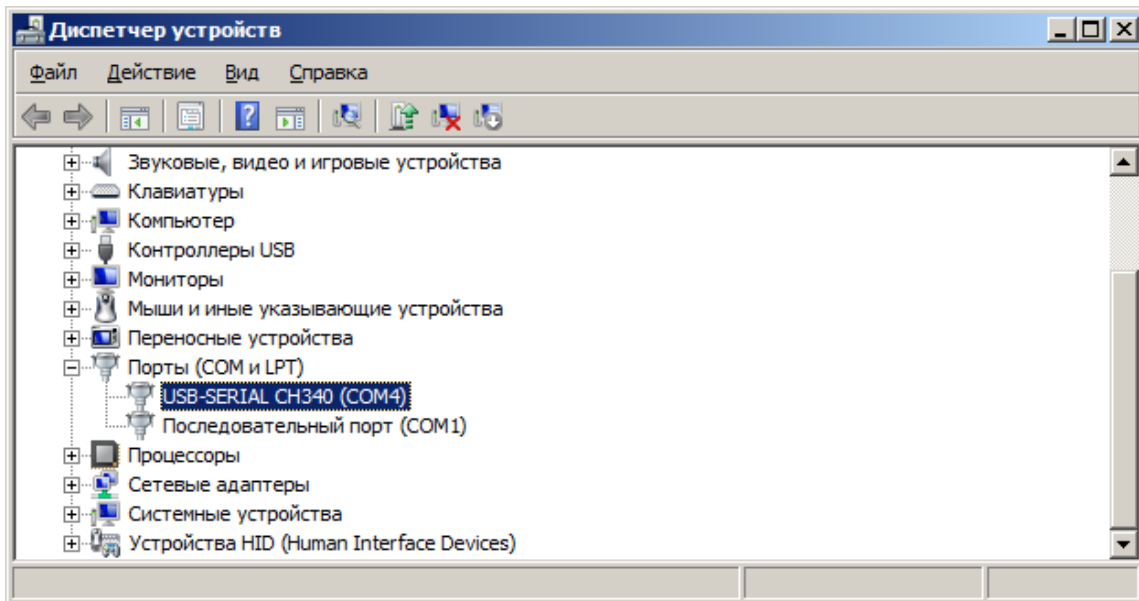 Диспетчер устройств
Файл Действие Вид Справка
Звуковые, видео и игровые устройства
Клавиатуры
Компьютер
Контроллеры USB
Мониторы
Мыши и иные указывающие устройства
Переносные устройства
Порты (COM и LPT)
USB-SERIAL CH340 (COM4)
Последовательный порт (COM1)
Процессоры
Сетевые адаптеры
Системные устройства
Устройства HID (Human Interface Devices)